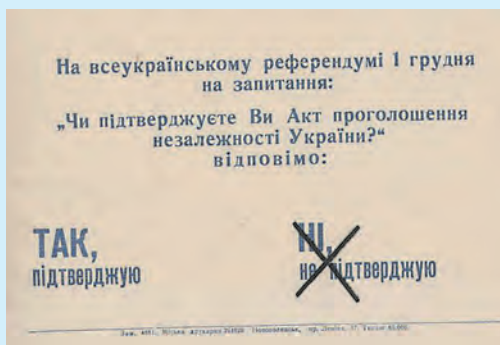 На всеукраїнському референдумі 1 грудня
на запитання:
„Чи підтверджуєте Ви Акт проголошення
незалежності України?“
відповімо:
ТАК,
підтверджую
НІ,
не підтверджую